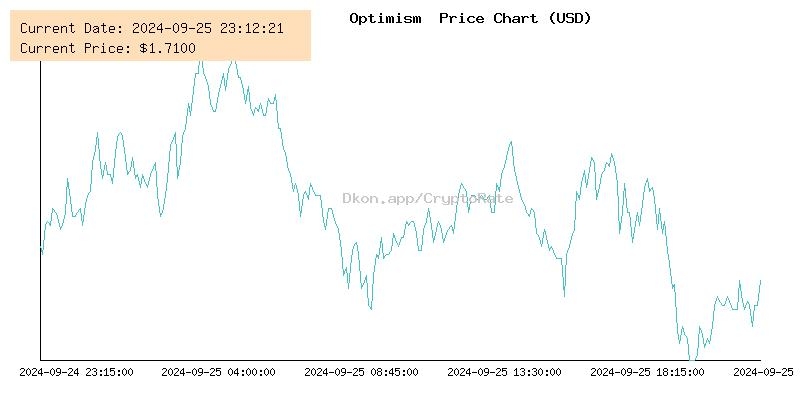 Optimism  Price Chart (USD)
Current Date: 2024-09-25 23:12:21
Current Price: $1.7100
Dkon.app/CryptoRate
2024-09-24 23:15:00 2024-09-25 04:00:00 2024-09-25 08:45:00 2024-09-25 13:30:00 2024-09-25 18:15:00 2024-09-25